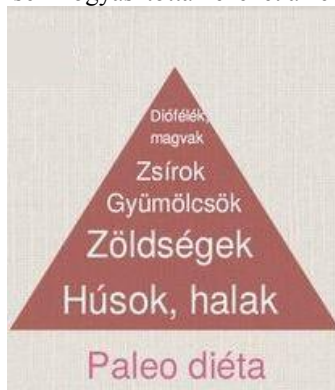 Diófélék,
magvak
Zsírok
Gyümölcsök
Zöldségek
Húsok, halak
Paleo diéta